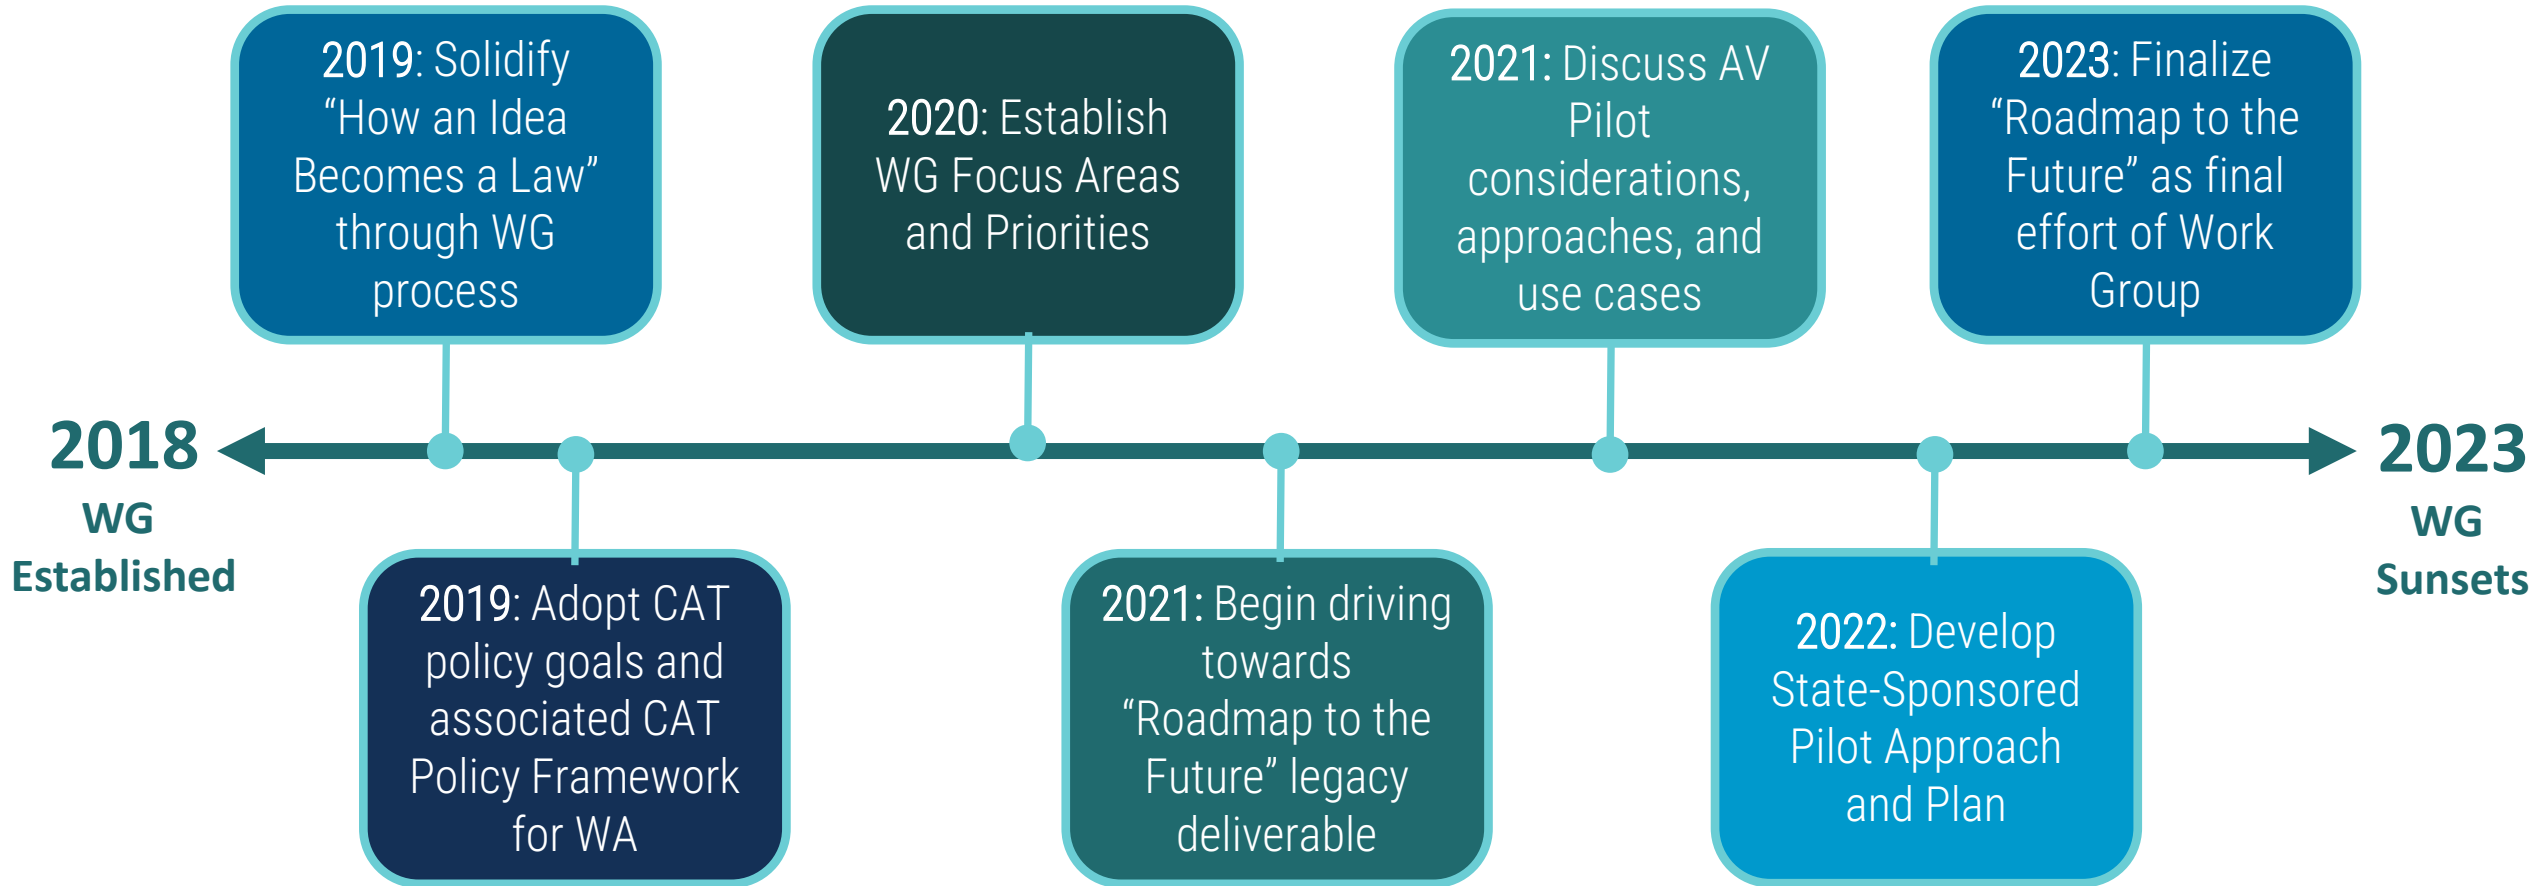 2018
WG
Established
2019: Solidify
“How an Idea
Becomes a Law”
through WG
process
2019: Adopt CAT
policy goals and
associated CAT
Policy Framework
for WA
2020: Establish
WG Focus Areas
and Priorities
2021: Begin driving
towards
“Roadmap to the
Future” legacy
deliverable
2021: Discuss AV
Pilot
considerations,
approaches, and
use cases
2022: Develop
State-Sponsored
Pilot Approach
and Plan
2023: Finalize
“Roadmap to the
Future” as final
effort of Work
Group
2023
WG
Sunsets